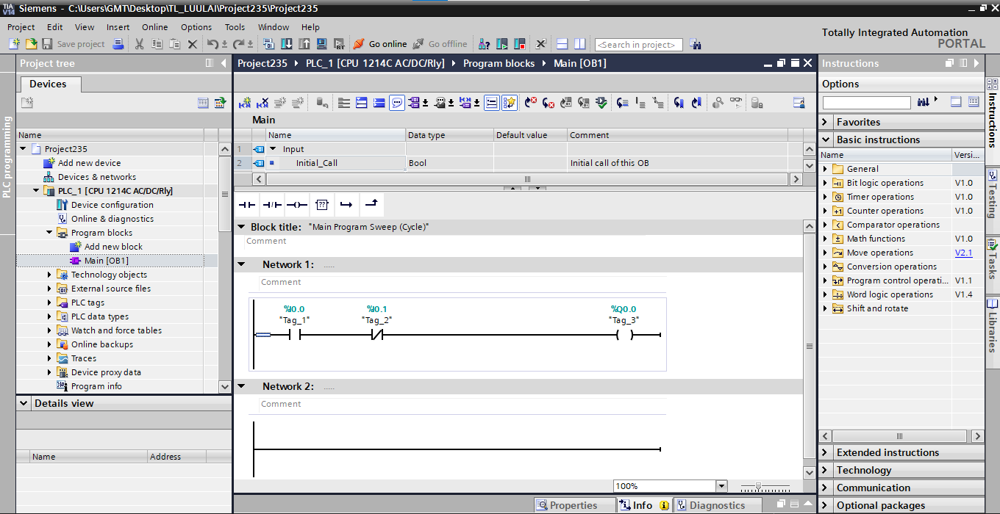 TIA V14 Siemens - C:\Users\GMT\Desktop\TL_LUULAI\Project235\Project235
Project Edit View Insert Online Options Tools Window Help
Totally Integrated Automation
PORTAL
Save project Go online Go offline <Search in project>
Project tree
Devices
PLC programming
Name
Project235
Add new device
Devices & networks
PLC_1 [CPU 1214C AC/DC/Rly]
Device configuration
Online & diagnostics
Program blocks
Add new block
Main [OB1]
Technology objects
External source files
PLC tags
PLC data types
Watch and force tables
Online backups
Traces
Device proxy data
Program info
Details view
Name Address
Project235 PLC_1 [CPU 1214C AC/DC/Rly] Program blocks Main [OB1]
Main
Name Data type Default value Comment
1 Input
2 Initial_Call Bool Initial call of this OB
??
Block title: "Main Program Sweep (Cycle)"
Comment
Network 1: .....
Comment
%I0.0 %I0.1 %Q0.0
"Tag_1" "Tag_2" "Tag_3"
Network 2: .....
Comment
100%
Properties Info Diagnostics
Instructions
Options
Favorites
Basic instructions
Name Versi...
General
Bit logic operations V1.0
Timer operations V1.0
Counter operations V1.0
Comparator operations
Math functions V1.0
Move operations V2.1
Conversion operations
Program control operati... V1.1
Word logic operations V1.4
Shift and rotate
Extended instructions
Technology
Communication
Optional packages
Instructions
Testing
Tasks
Libraries